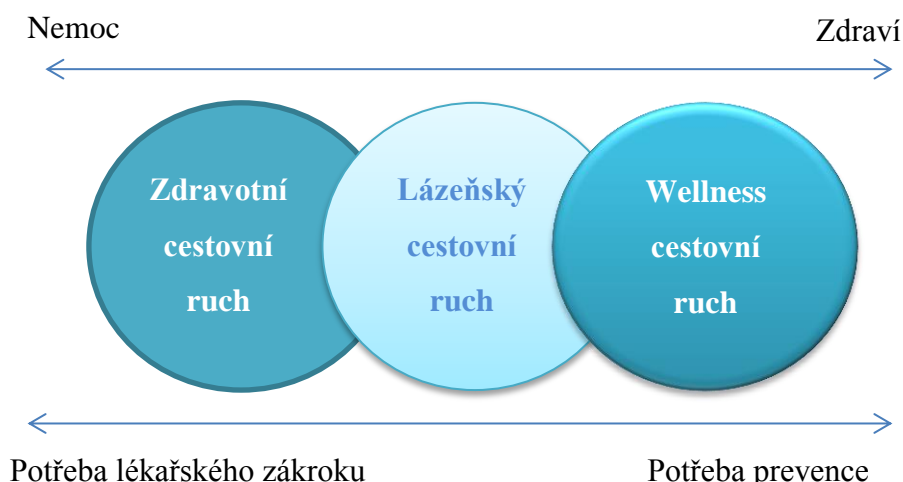 Nemoc
Zdraví
Zdravotní
cestovní
ruch
Lázeňský
cestovní
ruch
Wellness
cestovní
ruch
Potřeba lékařského zákroku
Potřeba prevence